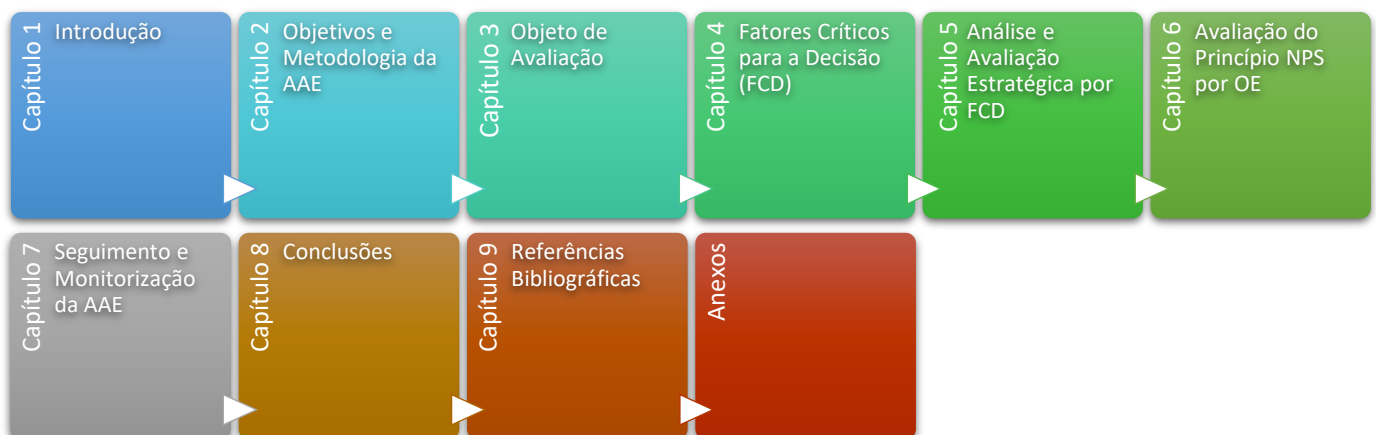 Capítulo 1
Introdução
Capítulo 2
Objetivos e
Metodologia da
AAE
Capítulo 3
Objeto de
Avaliação
Capítulo 4
Fatores Críticos
para a Decisão
(FCD)
Capítulo 5
Análise e
Avaliação
Estratégica por
FCD
Capítulo 6
Avaliação do
Princípio NPS
por OE
Capítulo 7
Seguimento e
Monitorização
da AAE
Capítulo 8
Conclusões
Capítulo 9
Referências
Bibliográficas
Anexos